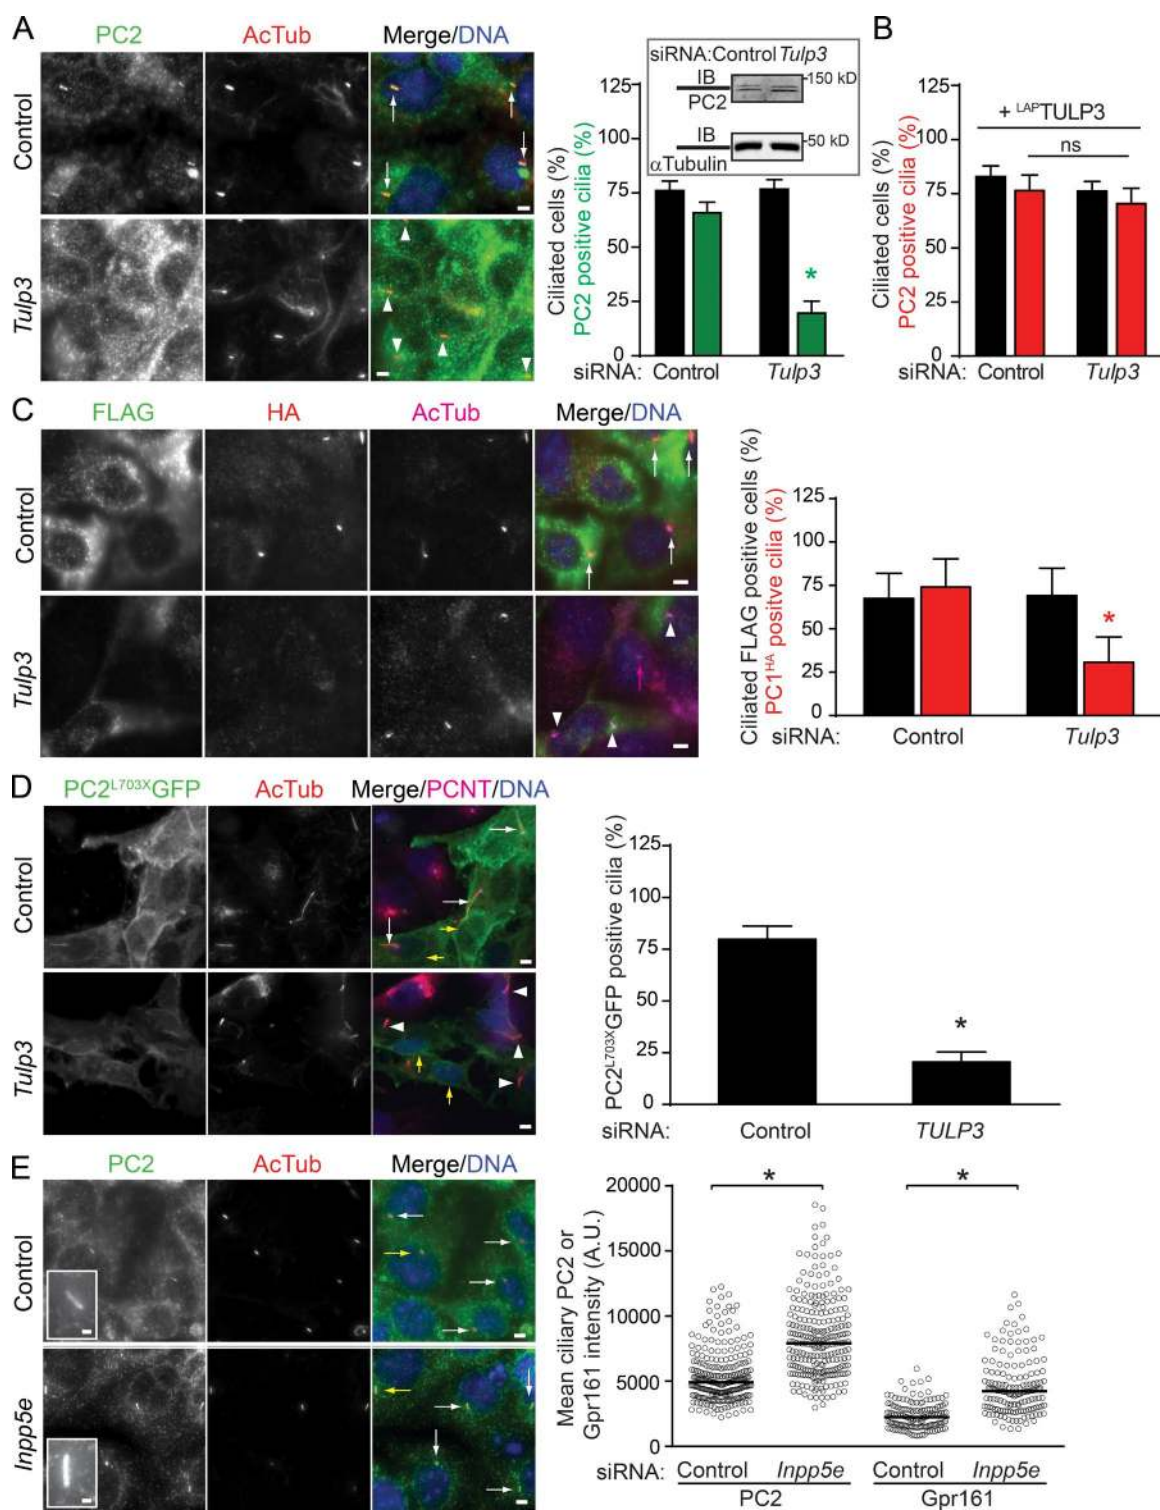 A
PC2 AcTub Merge/DNA
Control
Tulp3
Ciliated cells (%)
PC2 positive cilia (%)
125
100
75
50
25
0
siRNA:Control Tulp3
IB
PC2
150 kD
IB
αTubulin
50 kD
*
siRNA: Control Tulp3
B
Ciliated cells (%)
PC2 positive cilia (%)
125
100
75
50
25
0
+ LAPTULP3
ns
siRNA: Control Tulp3
C
FLAG HA AcTub Merge/DNA
Control
Tulp3
Ciliated FLAG positive cells (%)
PC1HA positve cilia (%)
125
100
75
50
25
0
*
siRNA: Control Tulp3
D
PC2L703XGFP AcTub Merge/PCNT/DNA
Control
Tulp3
PC2L703XGFP positive cilia (%)
125
75
50
25
0
*
siRNA: Control TULP3
E
PC2 AcTub Merge/DNA
Control
Inpp5e
Mean ciliary PC2 or
Gpr161 intensity (A.U.)
20000
15000
10000
5000
0
* *
siRNA: Control Inpp5e Control Inpp5e
PC2 Gpr161